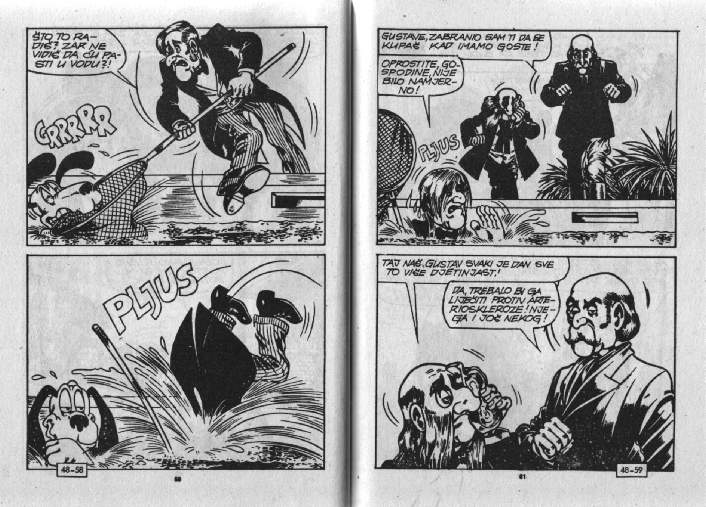 ŠTO TO RA-
DIŠ? ZAR NE
VIDIŠ DA ĆU PA-
STI U VODU?!
GRRRRR
PLJUS
48-58
60
GUSTAVE, ZABRANIO SAM TI DA SE
KUPAŠ KAD IMAMO GOSTE!
OPROSTITE, GO-
SPODINE, NIJE
BILO NAMJER-
NO!
PLJUS
TAJ NAŠ GUSTAV SVAKI JE DAN SVE
TO VIŠE DJETINJAST!
DA, TREBALO BI GA
LIJEČITI PROTIV ARTE-
RIOSKLEROZE! NJE-
GA I JOŠ NEKOG!
48-59
61